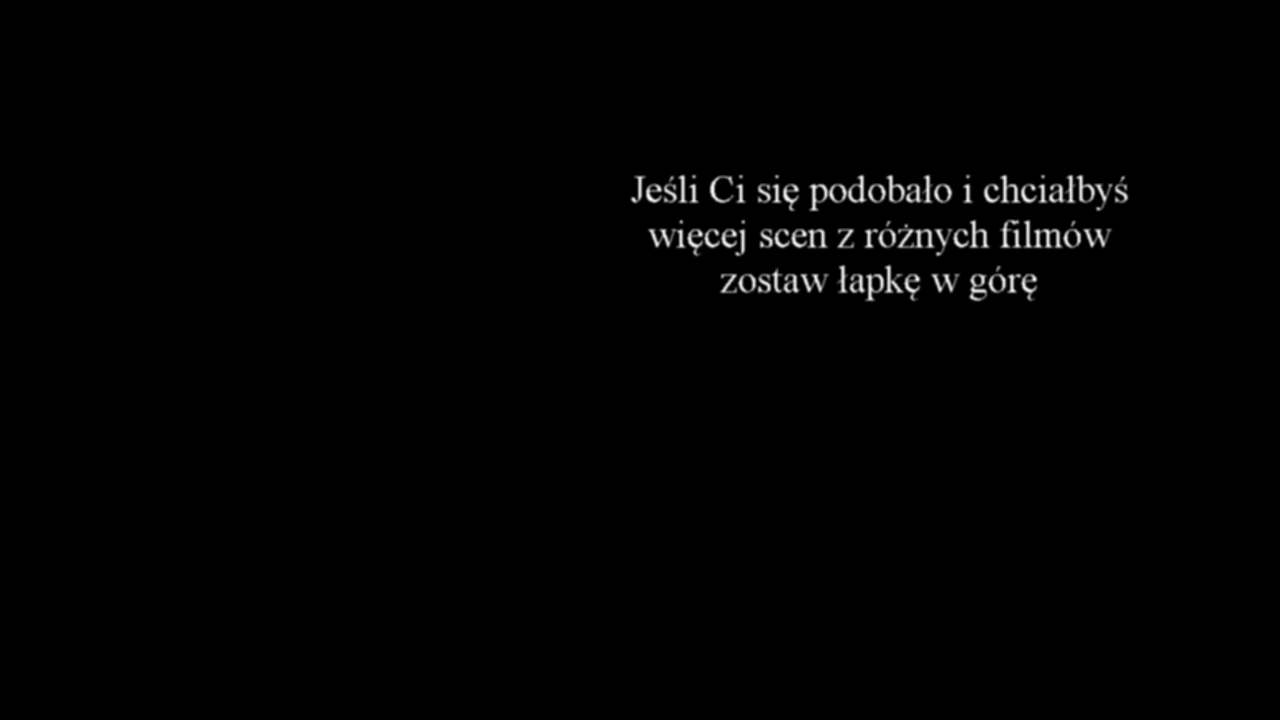 Jeśli Ci się podobało i chciałbyś
więcej scen z różnych filmów
zostaw łapkę w górę